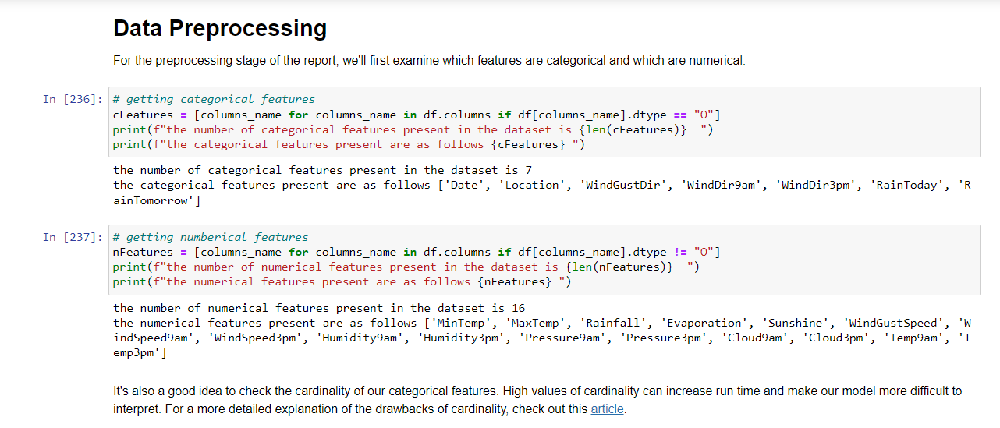 Data Preprocessing
For the preprocessing stage of the report, we'll first examine which features are categorical and which are numerical.
In [236]: # getting categorical features
cFeatures = [columns_name for columns_name in df.columns if df[columns_name].dtype == "O"]
print(f"the number of categorical features present in the dataset is {len(cFeatures)}  ")
print(f"the categorical features present are as follows {cFeatures} ")
the number of categorical features present in the dataset is 7
the categorical features present are as follows ['Date', 'Location', 'WindGustDir', 'WindDir9am', 'WindDir3pm', 'RainToday', 'R
ainTomorrow']
In [237]: # getting numberical features
nFeatures = [columns_name for columns_name in df.columns if df[columns_name].dtype != "O"]
print(f"the number of numerical features present in the dataset is {len(nFeatures)}  ")
print(f"the numerical features present are as follows {nFeatures} ")
the number of numerical features present in the dataset is 16
the numerical features present are as follows ['MinTemp', 'MaxTemp', 'Rainfall', 'Evaporation', 'Sunshine', 'WindGustSpeed', 'W
indSpeed9am', 'WindSpeed3pm', 'Humidity9am', 'Humidity3pm', 'Pressure9am', 'Pressure3pm', 'Cloud9am', 'Cloud3pm', 'Temp9am', 'T
emp3pm']
It's also a good idea to check the cardinality of our categorical features. High values of cardinality can increase run time and make our model more difficult to
interpret. For a more detailed explanation of the drawbacks of cardinality, check out this article.